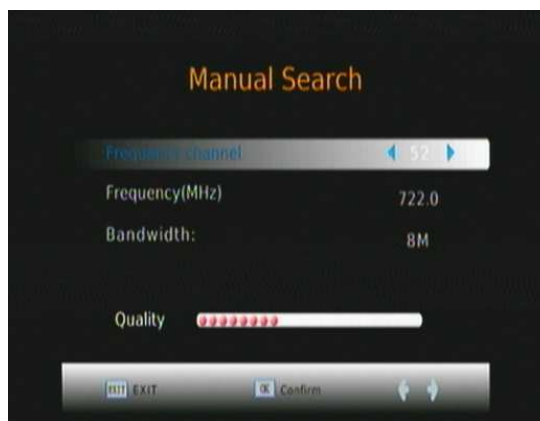 Manual Search
Frequency channel 52
Frequency(MHz) 722.0
Bandwidth: 8M
Quality
EXIT EXIT OK Confirm